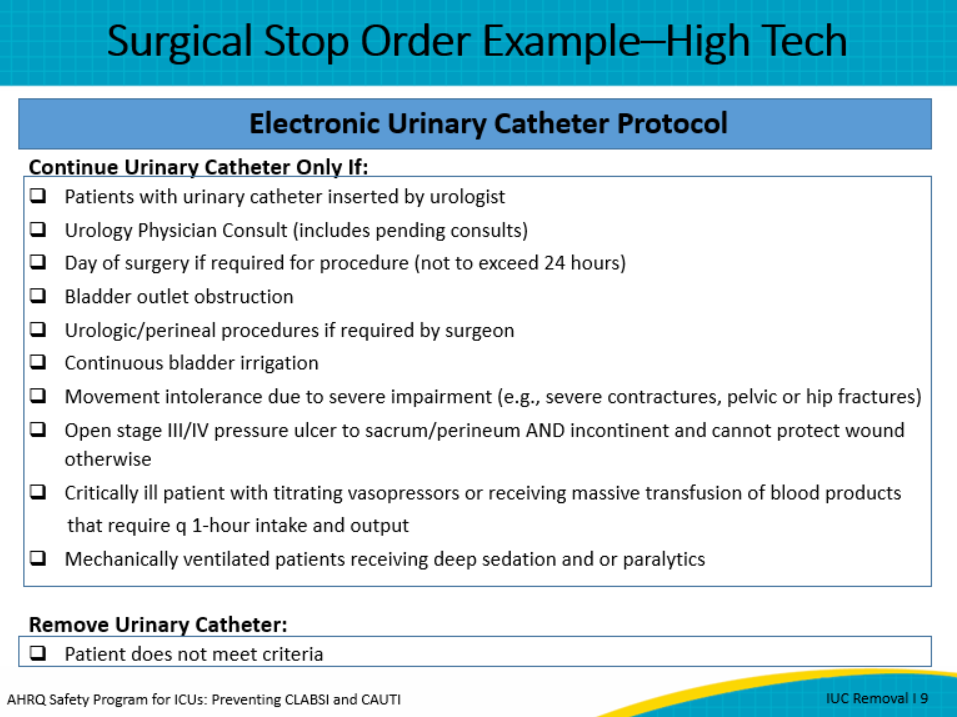 Surgical Stop Order Example–High Tech
Electronic Urinary Catheter Protocol
Continue Urinary Catheter Only If:
Patients with urinary catheter inserted by urologist
Urology Physician Consult (includes pending consults)
Day of surgery if required for procedure (not to exceed 24 hours)
Bladder outlet obstruction
Urologic/perineal procedures if required by surgeon
Continuous bladder irrigation
Movement intolerance due to severe impairment (e.g., severe contractures, pelvic or hip fractures)
Open stage III/IV pressure ulcer to sacrum/perineum AND incontinent and cannot protect wound
otherwise
Critically ill patient with titrating vasopressors or receiving massive transfusion of blood products
that require q 1-hour intake and output
Mechanically ventilated patients receiving deep sedation and or paralytics
Remove Urinary Catheter:
Patient does not meet criteria
AHRQ Safety Program for ICUs: Preventing CLABSI and CAUTI
IUC Removal I 9